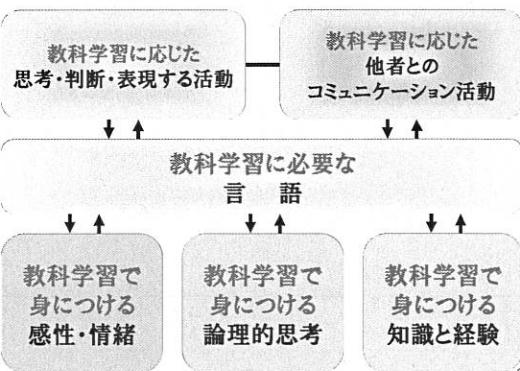 教科学習に応じた
思考・判断・表現する活動
教科学習に応じた
他者との
コミュニケーション活動
教科学習に必要な
言語
教科学習で
身につける
感性・情緒
教科学習で
身につける
論理的思考
教科学習で
身につける
知識と経験